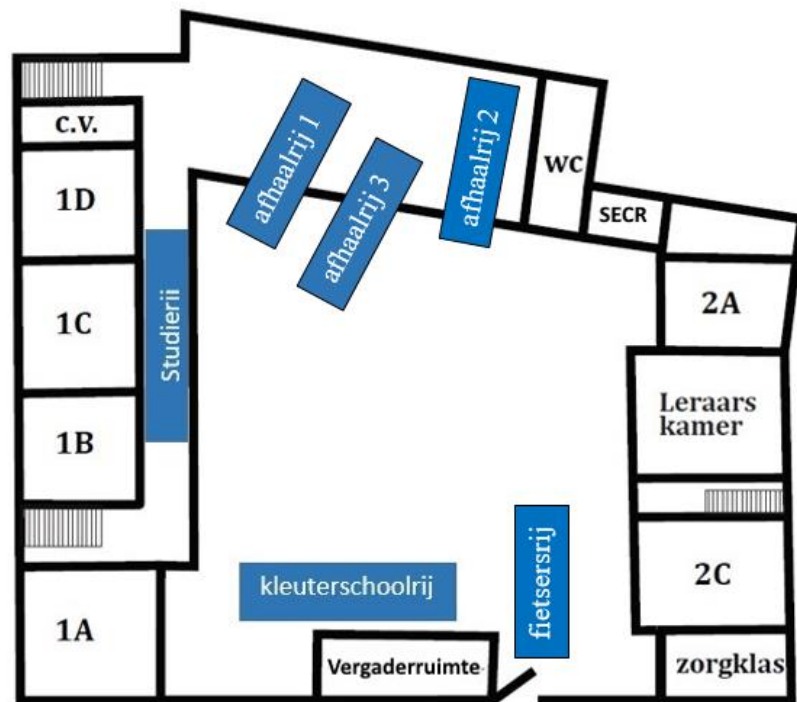 c.v.
1D
1C
1B
1A
Studierij
afhaalrij 1
afhaalrij 3
afhaalrij 2
wc
SECR
2A
Leraars
kamer
2C
zorgklas
fietsersrij
kleuterschoolrij
Vergaderruimte